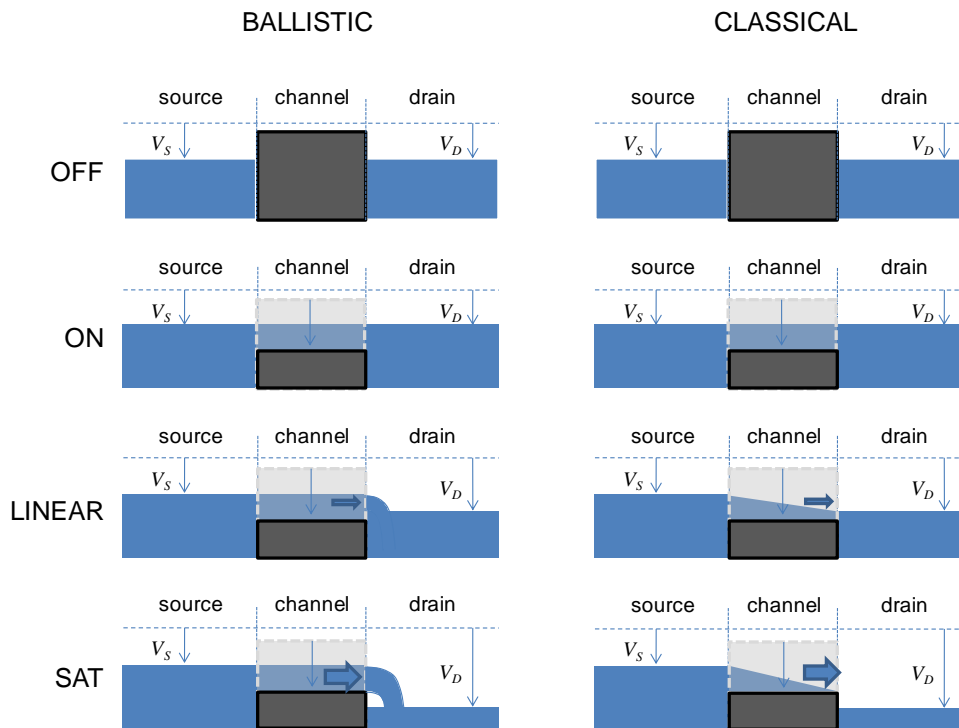 BALLISTIC CLASSICAL
source channel drain source channel drain
V_S V_D V_S V_D
OFF
source channel drain source channel drain
V_S V_D V_S V_D
ON
source channel drain source channel drain
V_S V_D V_S V_D
LINEAR
source channel drain source channel drain
V_S V_D V_S V_D
SAT